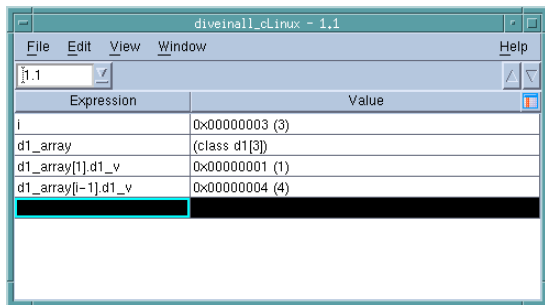 diveinall_cLinux - 1.1
File Edit View Window Help
1.1
Expression Value
i 0x00000003 (3)
d1_array (class d1[3])
d1_array[1].d1_v 0x00000001 (1)
d1_array[i-1].d1_v 0x00000004 (4)